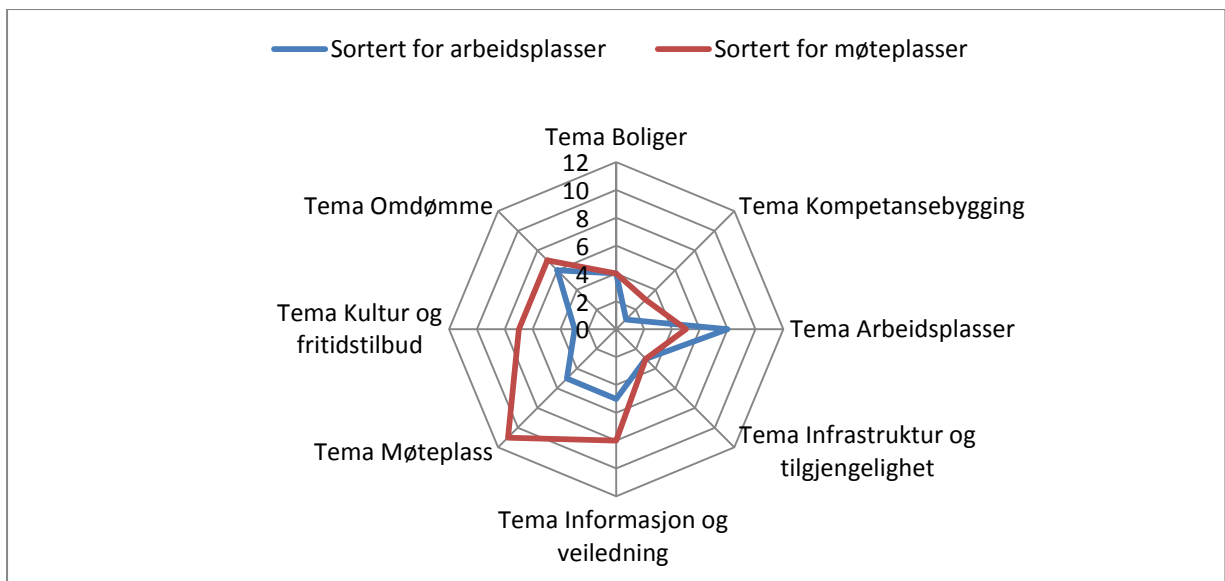 Sortert for arbeidsplasser
Sortert for møteplasser
Tema Boliger
12
10
8
6
4
2
0
Tema Kompetansebygging
Tema Arbeidsplasser
Tema Infrastruktur og
tilgjengelighet
Tema Informasjon og
veiledning
Tema Møteplass
Tema Kultur og
fritidstilbud
Tema Omdømme